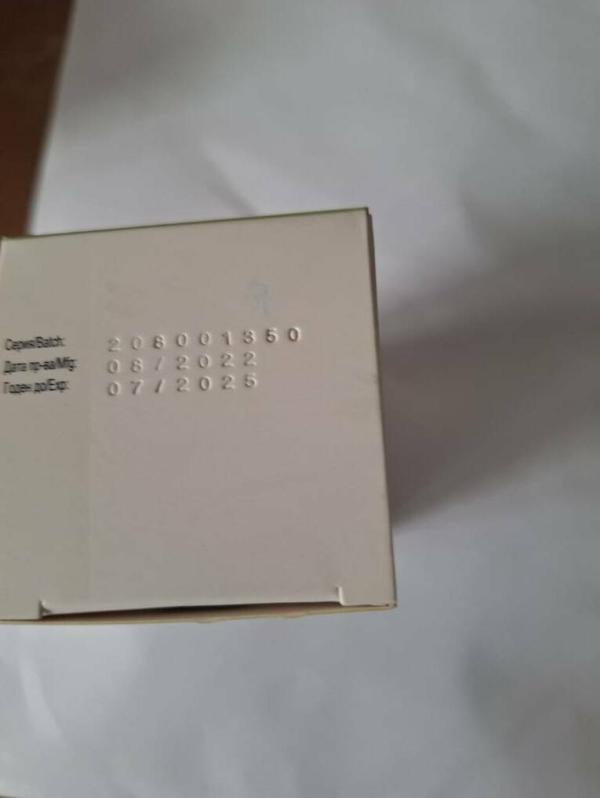 Серия/Batch: 208001350
Дата пр-ва/Mfg: 08/2022
Годен до/Exp: 07/2025